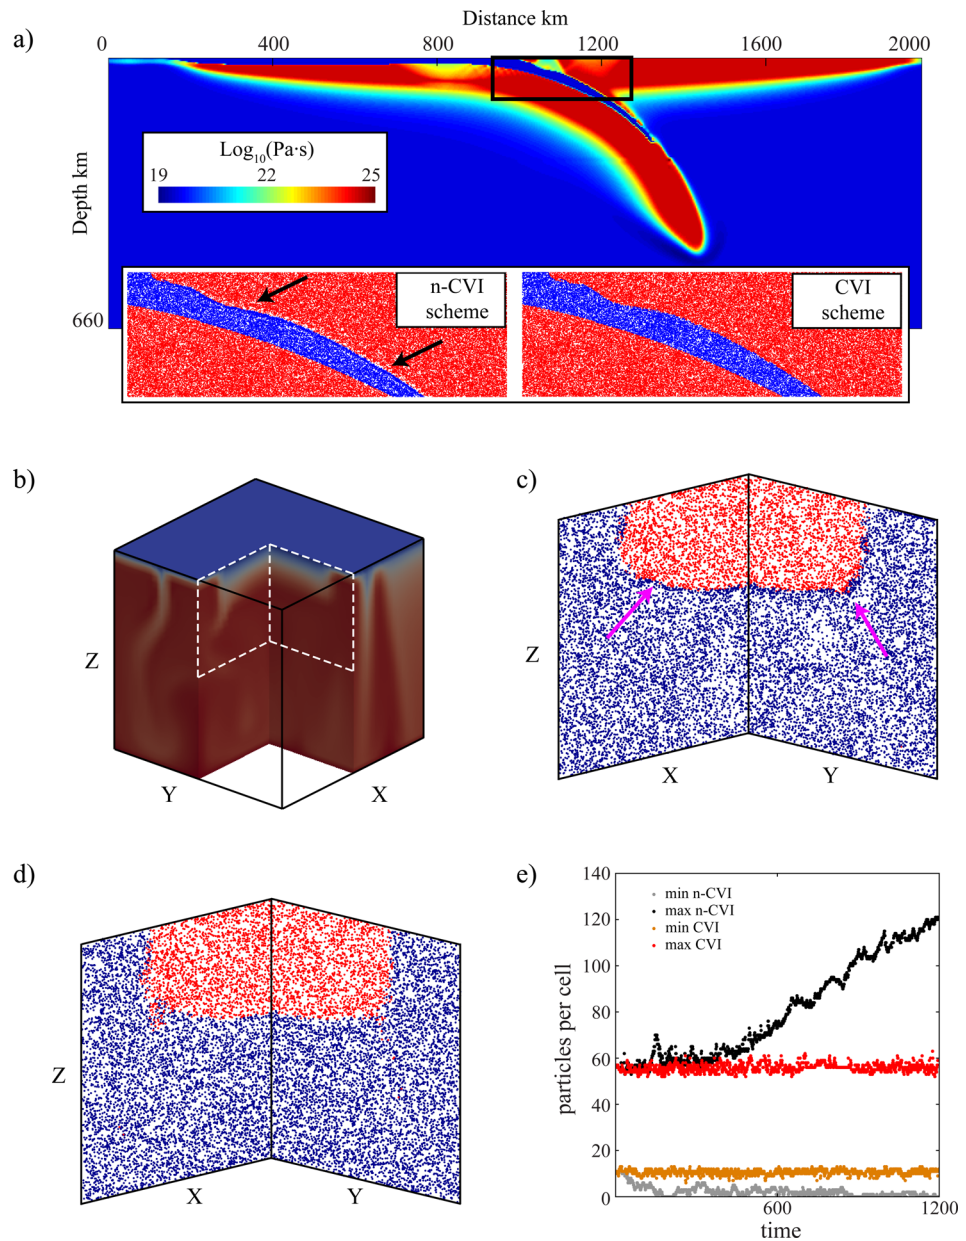 Distance km
a)
0 400 800 1200 1600 2000
Log10(Pa·s)
19 22 25
Depth km
660
n-CVI
scheme
CVI
scheme
b)
Z
Y X
c)
Z
X Y
d)
Z
X Y
e)
140
120
100
80
60
40
20
0
min n-CVI
max n-CVI
min CVI
max CVI
particles per cell
600 1200
time